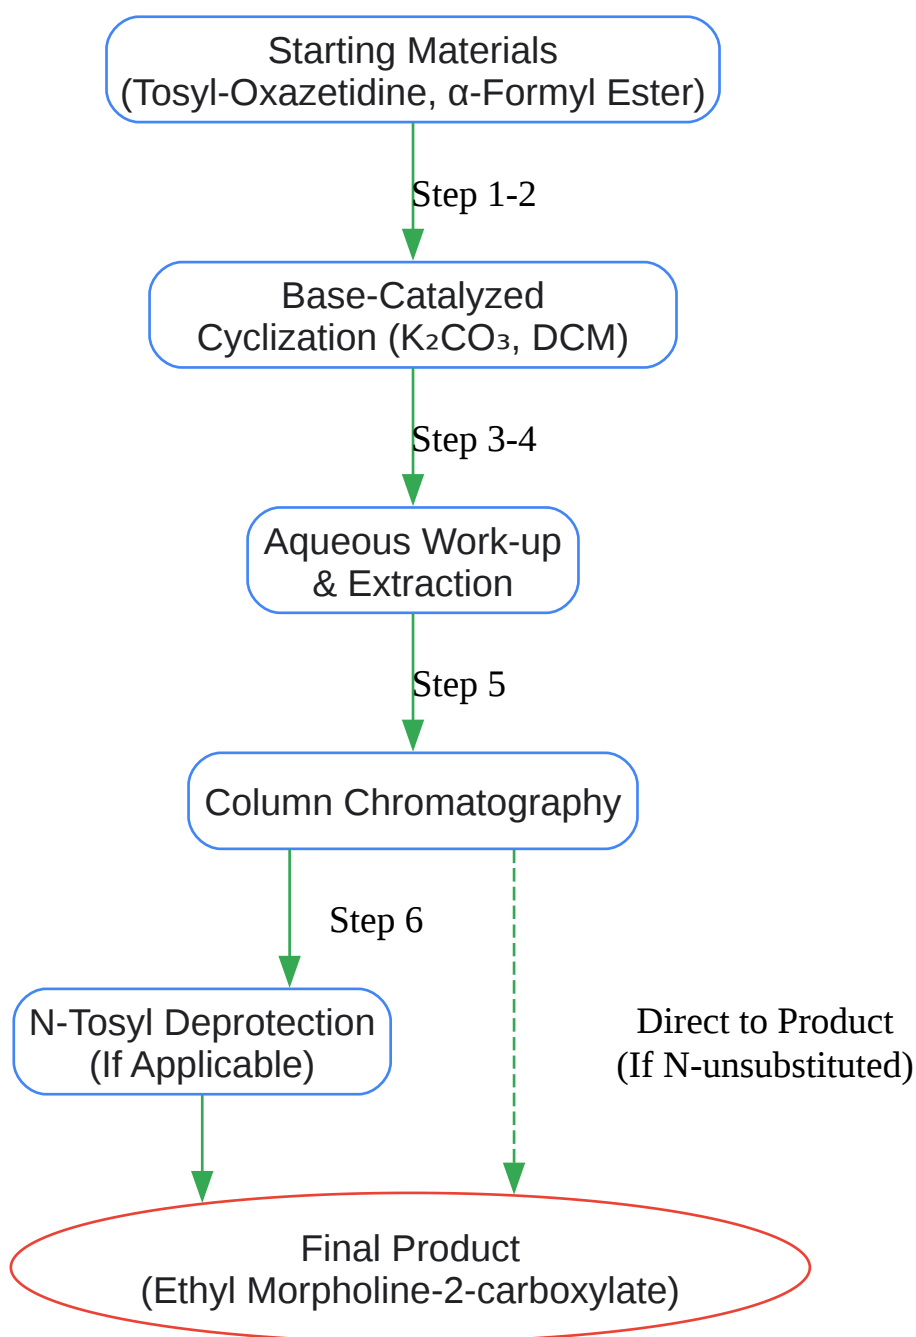 Starting Materials
(Tosyl-Oxazetidine, α-Formyl Ester)
Step 1-2
Base-Catalyzed
Cyclization (K₂CO₃, DCM)
Step 3-4
Aqueous Work-up
& Extraction
Step 5
Column Chromatography
Step 6
N-Tosyl Deprotection
(If Applicable)
Direct to Product
(If N-unsubstituted)
Final Product
(Ethyl Morpholine-2-carboxylate)